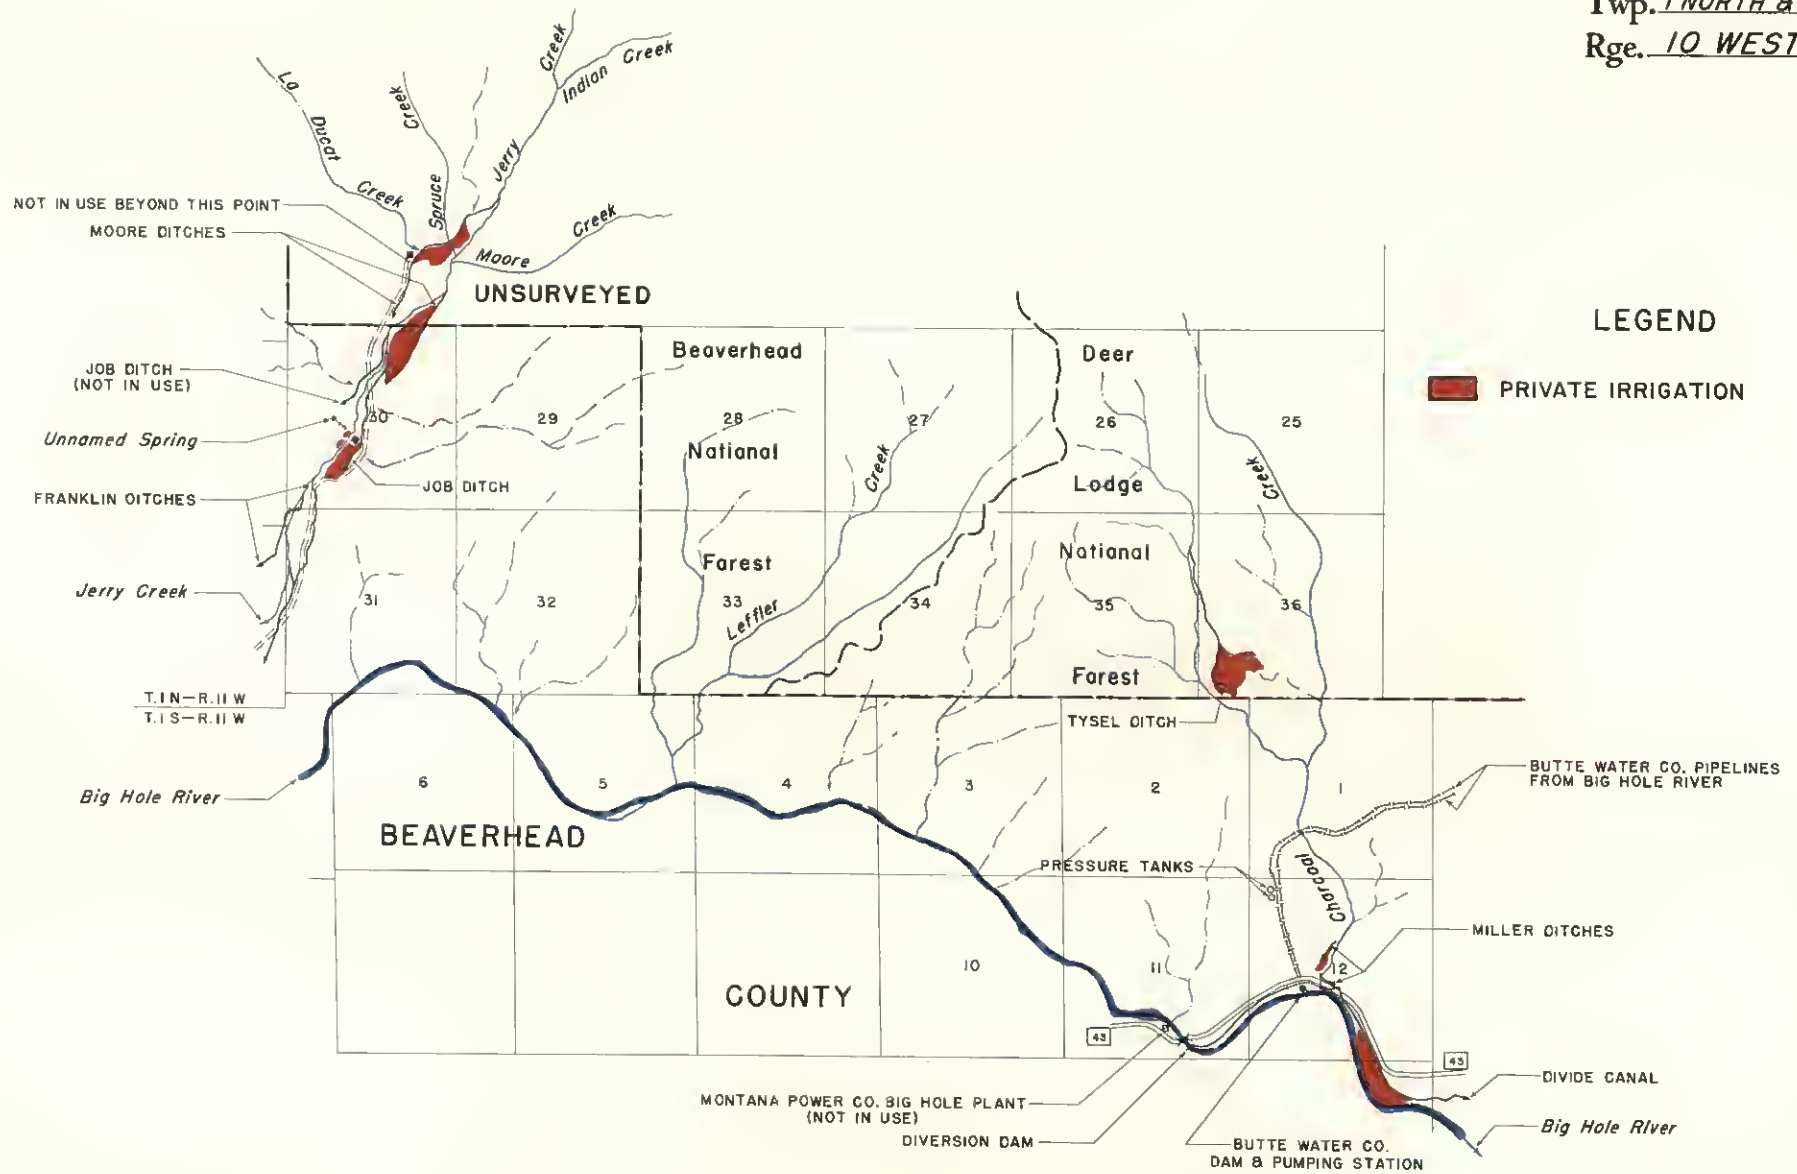 Twp. 1 NORTH &
Rge. 10 WEST
La Ducat Creek
Spruce Creek
Jerry Creek
Indian Creek
Moore Creek
NOT IN USE BEYOND THIS POINT
MOORE DITCHES
UNSURVEYED
LEGEND
PRIVATE IRRIGATION
JOB DITCH
(NOT IN USE)
Unnamed Spring
FRANKLIN DITCHES
JOB DITCH
Jerry Creek
Beaverhead
National
Forest
Deer
Lodge
National
Forest
30
29
28
27
26
25
Creek
Creek
31
32
33
34
35
36
Leffler
T. I N–R. II W
T. I S–R. II W
TYSEL DITCH
Big Hole River
6
5
4
3
2
1
BUTTE WATER CO. PIPELINES
FROM BIG HOLE RIVER
BEAVERHEAD
PRESSURE TANKS
Charcoal
MILLER DITCHES
10
11
12
COUNTY
43
43
MONTANA POWER CO. BIG HOLE PLANT
(NOT IN USE)
DIVERSION DAM
BUTTE WATER CO.
DAM & PUMPING STATION
DIVIDE CANAL
Big Hole River